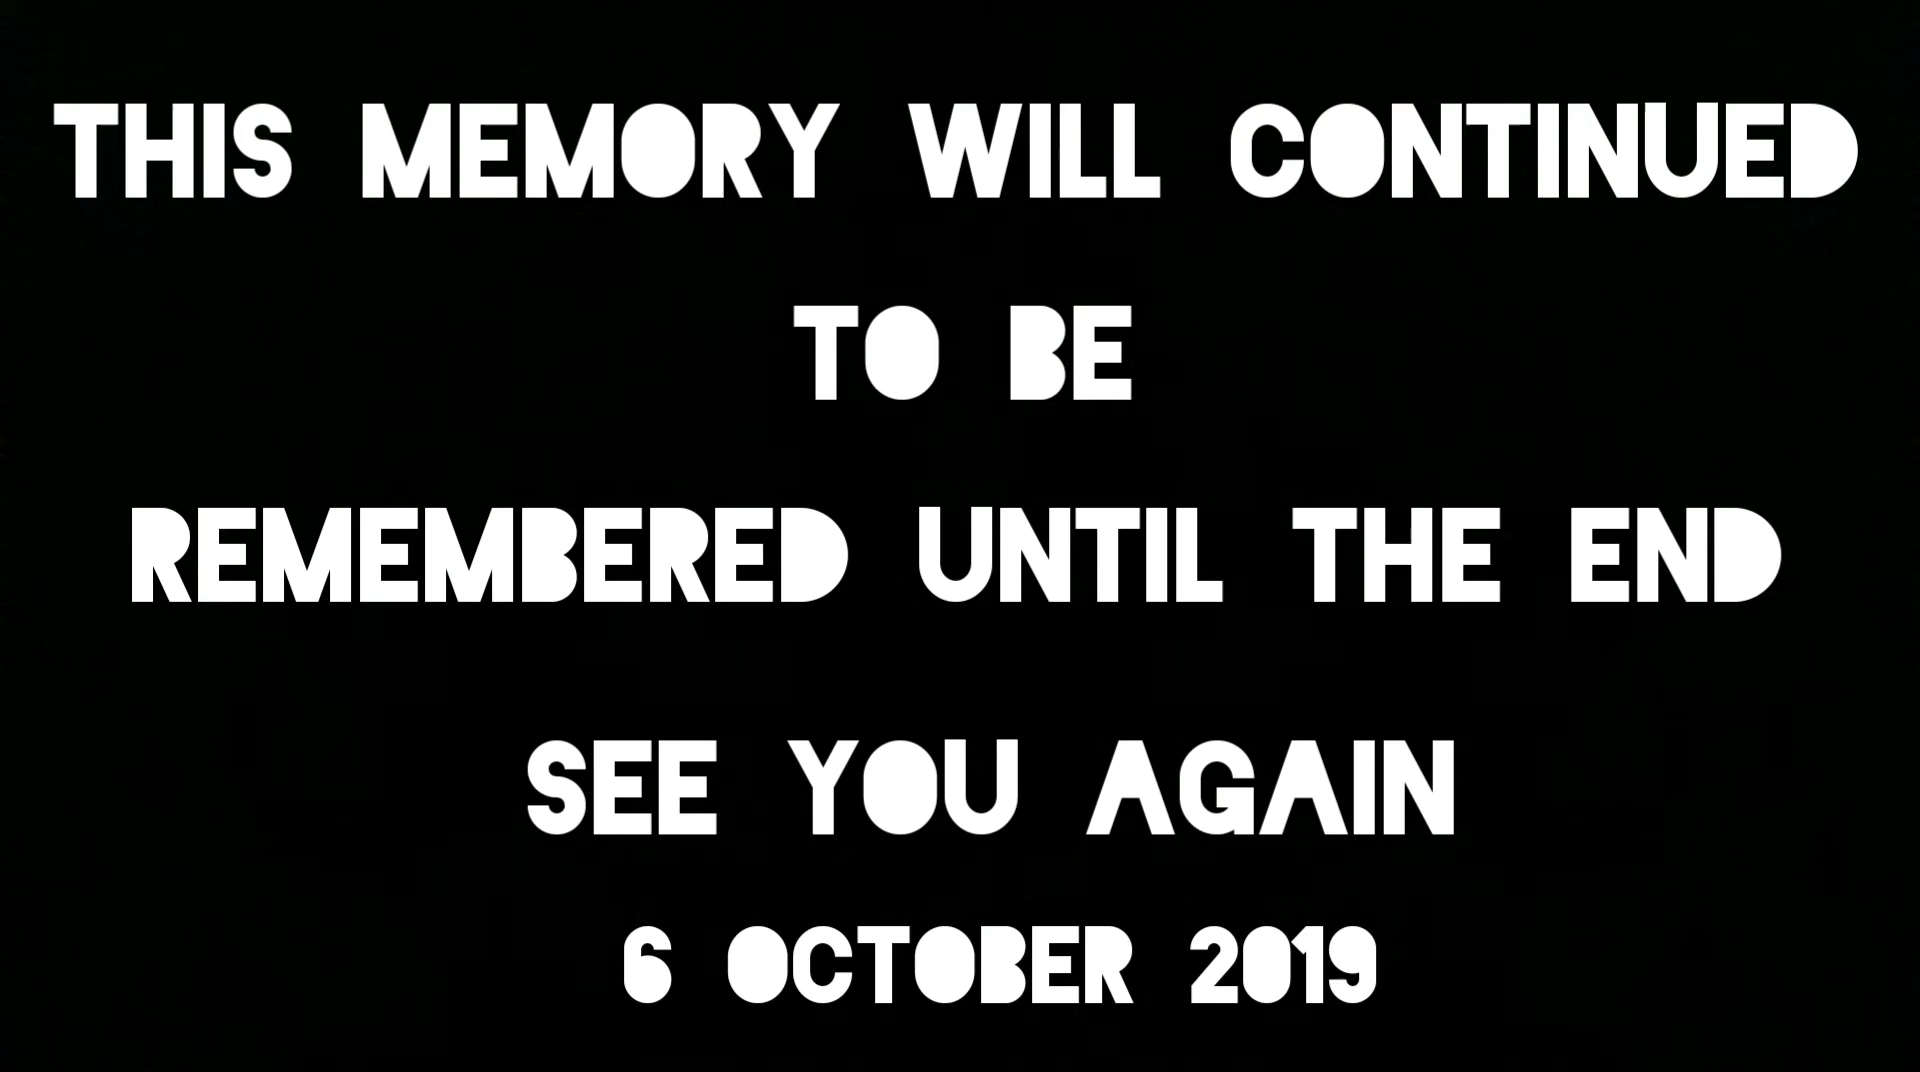 THIS MEMORY WILL CONTINUED
TO BE
REMEMBERED UNTIL THE END
SEE YOU AGAIN
6 OCTOBER 2019